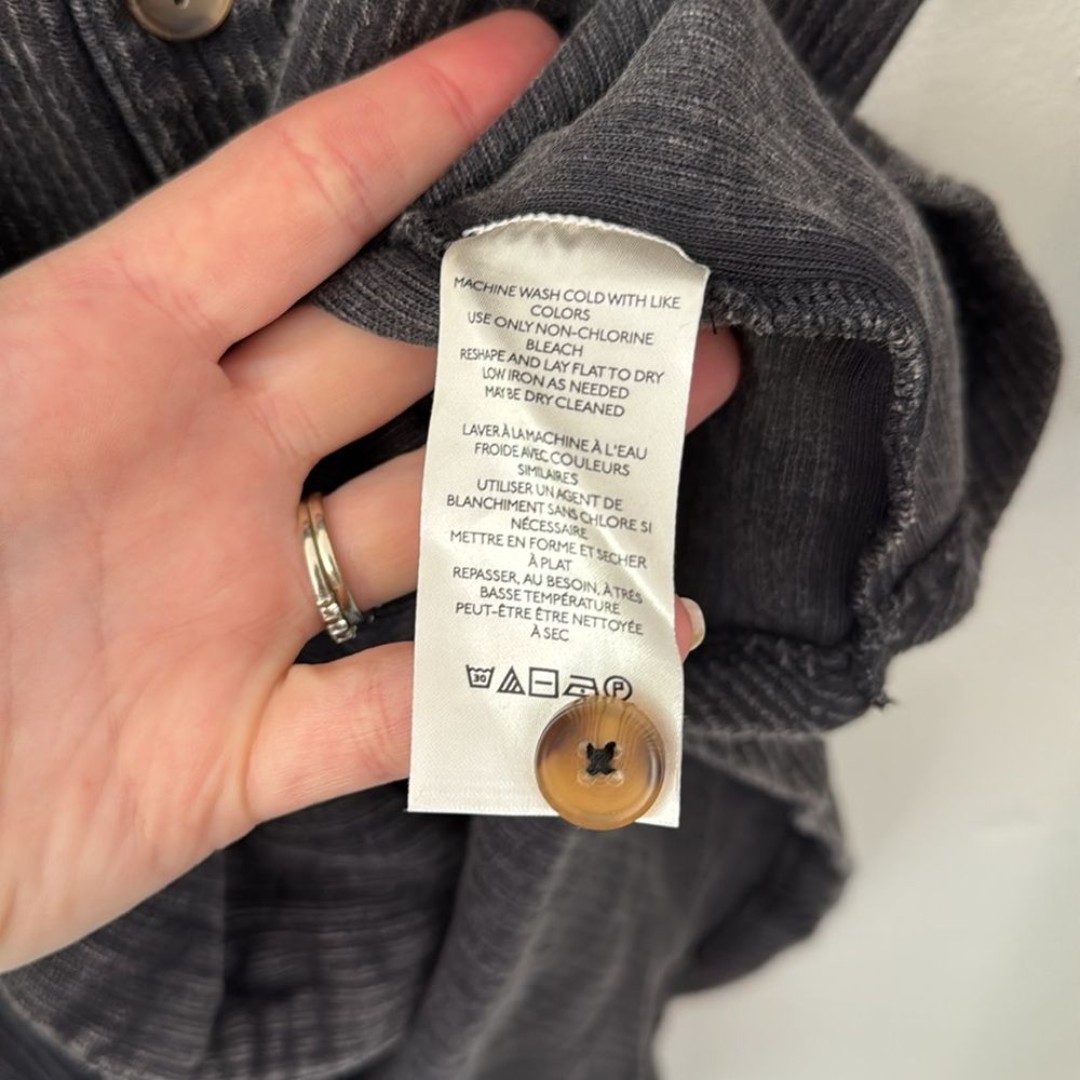 MACHINE WASH COLD WITH LIKE
COLORS
USE ONLY NON-CHLORINE
BLEACH
RESHAPE AND LAY FLAT TO DRY
LOW IRON AS NEEDED
MAY BE DRY CLEANED
LAVER À LA MACHINE À L'EAU
FROIDE AVEC COULEURS
SIMILAIRES
UTILISER UN AGENT DE
BLANCHIMENT SANS CHLORE SI
NÉCESSAIRE
METTRE EN FORME ET SECHER
À PLAT
REPASSER, AU BESOIN, À TRÈS
BASSE TEMPÉRATURE
PEUT-ÊTRE ÊTRE NETTOYÉE
À SEC
30 P